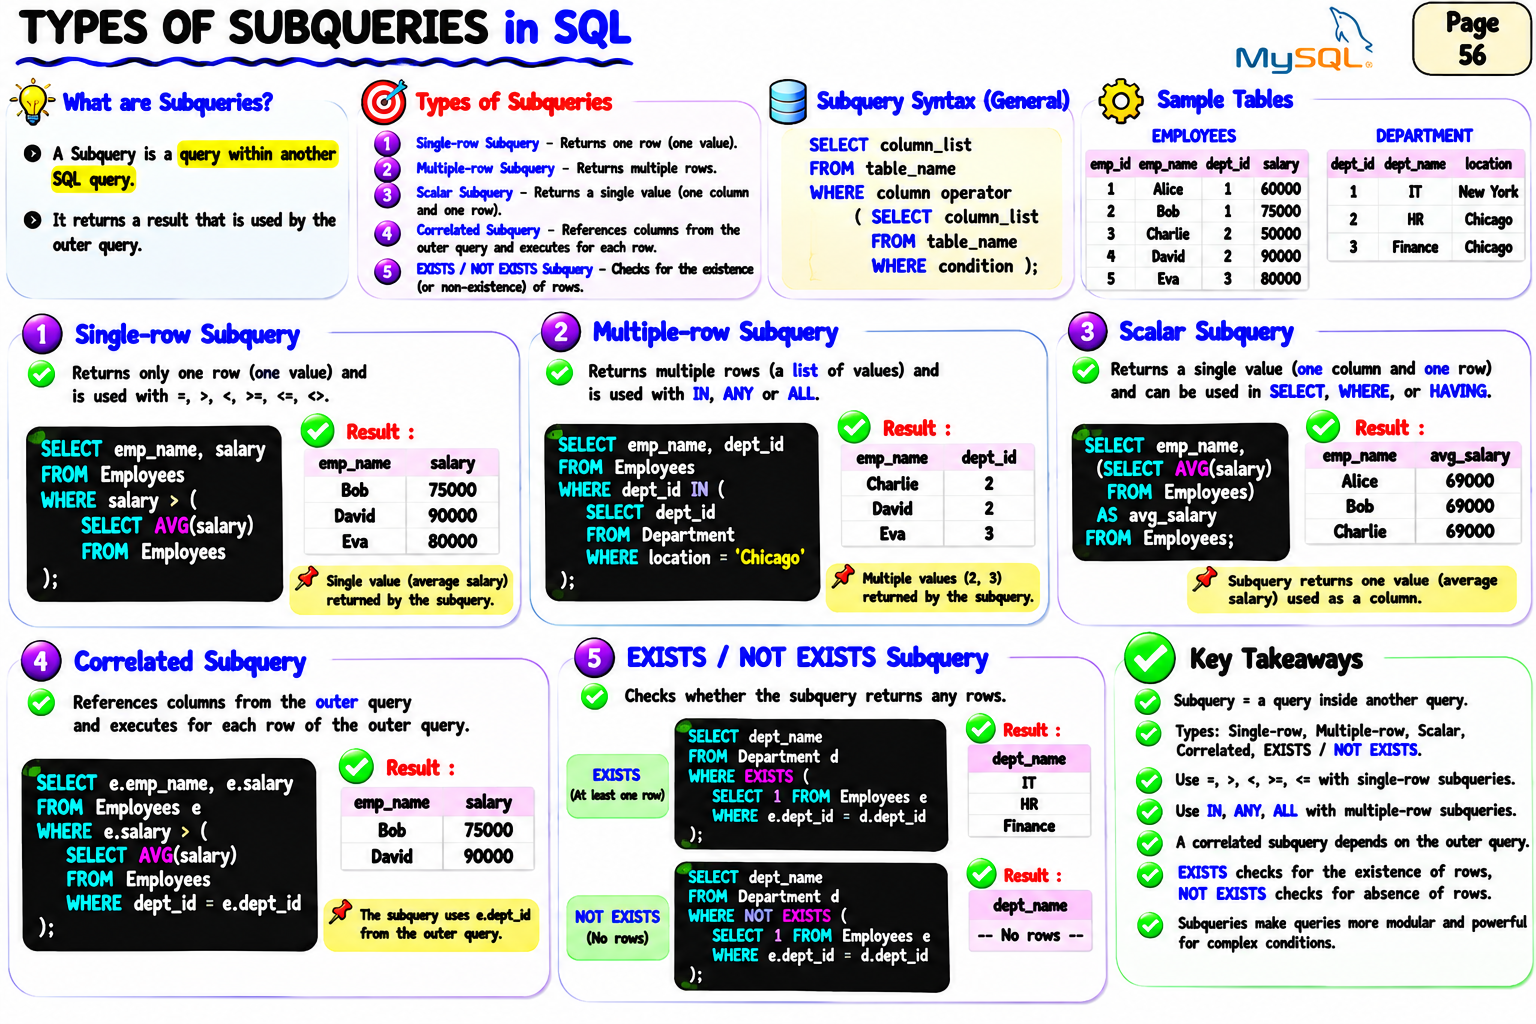 TYPES OF SUBQUERIES in SQL
MySQL®
Page
56
What are Subqueries?
A Subquery is a query within another
SQL query.
It returns a result that is used by the
outer query.
Types of Subqueries
1 Single-row Subquery – Returns one row (one value).
2 Multiple-row Subquery – Returns multiple rows.
3 Scalar Subquery – Returns a single value (one column
and one row).
4 Correlated Subquery – References columns from the
outer query and executes for each row.
5 EXISTS / NOT EXISTS Subquery – Checks for the existence
(or non-existence) of rows.
Subquery Syntax (General)
SELECT column_list
FROM table_name
WHERE column operator
( SELECT column_list
FROM table_name
WHERE condition );
Sample Tables
EMPLOYEES
emp_id emp_name dept_id salary
1 Alice 1 60000
2 Bob 1 75000
3 Charlie 2 50000
4 David 2 90000
5 Eva 3 80000
DEPARTMENT
dept_id dept_name location
1 IT New York
2 HR Chicago
3 Finance Chicago
1 Single-row Subquery
Returns only one row (one value) and
is used with =, >, <, >=, <=, <>.
SELECT emp_name, salary
FROM Employees
WHERE salary > (
SELECT AVG(salary)
FROM Employees
);
Result :
emp_name salary
Bob 75000
David 90000
Eva 80000
Single value (average salary)
returned by the subquery.
2 Multiple-row Subquery
Returns multiple rows (a list of values) and
is used with IN, ANY or ALL.
SELECT emp_name, dept_id
FROM Employees
WHERE dept_id IN (
SELECT dept_id
FROM Department
WHERE location = 'Chicago'
);
Result :
emp_name dept_id
Charlie 2
David 2
Eva 3
Multiple values (2, 3)
returned by the subquery.
3 Scalar Subquery
Returns a single value (one column and one row)
and can be used in SELECT, WHERE, or HAVING.
SELECT emp_name,
(SELECT AVG(salary)
FROM Employees)
AS avg_salary
FROM Employees;
Result :
emp_name avg_salary
Alice 69000
Bob 69000
Charlie 69000
Subquery returns one value (average
salary) used as a column.
4 Correlated Subquery
References columns from the outer query
and executes for each row of the outer query.
SELECT e.emp_name, e.salary
FROM Employees e
WHERE e.salary > (
SELECT AVG(salary)
FROM Employees
WHERE dept_id = e.dept_id
);
Result :
emp_name salary
Bob 75000
David 90000
The subquery uses e.dept_id
from the outer query.
5 EXISTS / NOT EXISTS Subquery
Checks whether the subquery returns any rows.
EXISTS
(At least one row)
SELECT dept_name
FROM Department d
WHERE EXISTS (
SELECT 1 FROM Employees e
WHERE e.dept_id = d.dept_id
);
Result :
dept_name
IT
HR
Finance
NOT EXISTS
(No rows)
SELECT dept_name
FROM Department d
WHERE NOT EXISTS (
SELECT 1 FROM Employees e
WHERE e.dept_id = d.dept_id
);
Result :
dept_name
-- No rows --
Key Takeaways
Subquery = a query inside another query.
Types: Single-row, Multiple-row, Scalar,
Correlated, EXISTS / NOT EXISTS.
Use =, >, <, >=, <= with single-row subqueries.
Use IN, ANY, ALL with multiple-row subqueries.
A correlated subquery depends on the outer query.
EXISTS checks for the existence of rows,
NOT EXISTS checks for absence of rows.
Subqueries make queries more modular and powerful
for complex conditions.